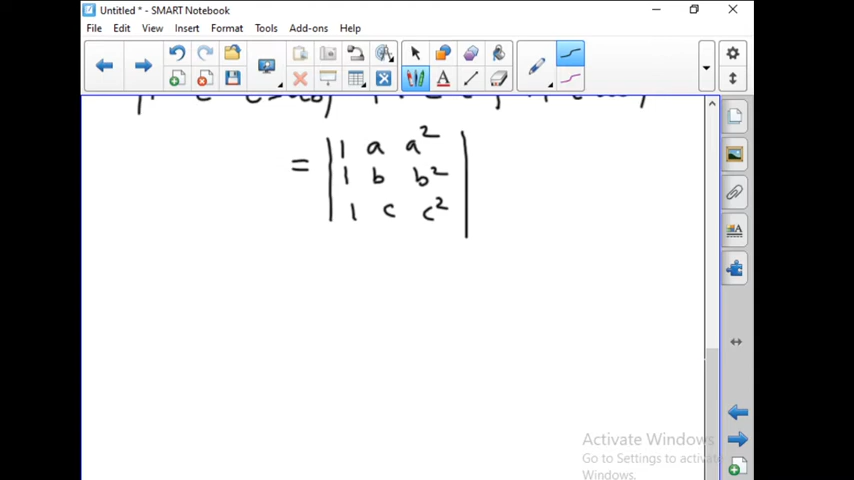 Untitled * - SMART Notebook
File Edit View Insert Format Tools Add-ons Help
1 a a²
= 1 b b²
1 c c²
Activate Windows
Go to Settings to activate
Windows.